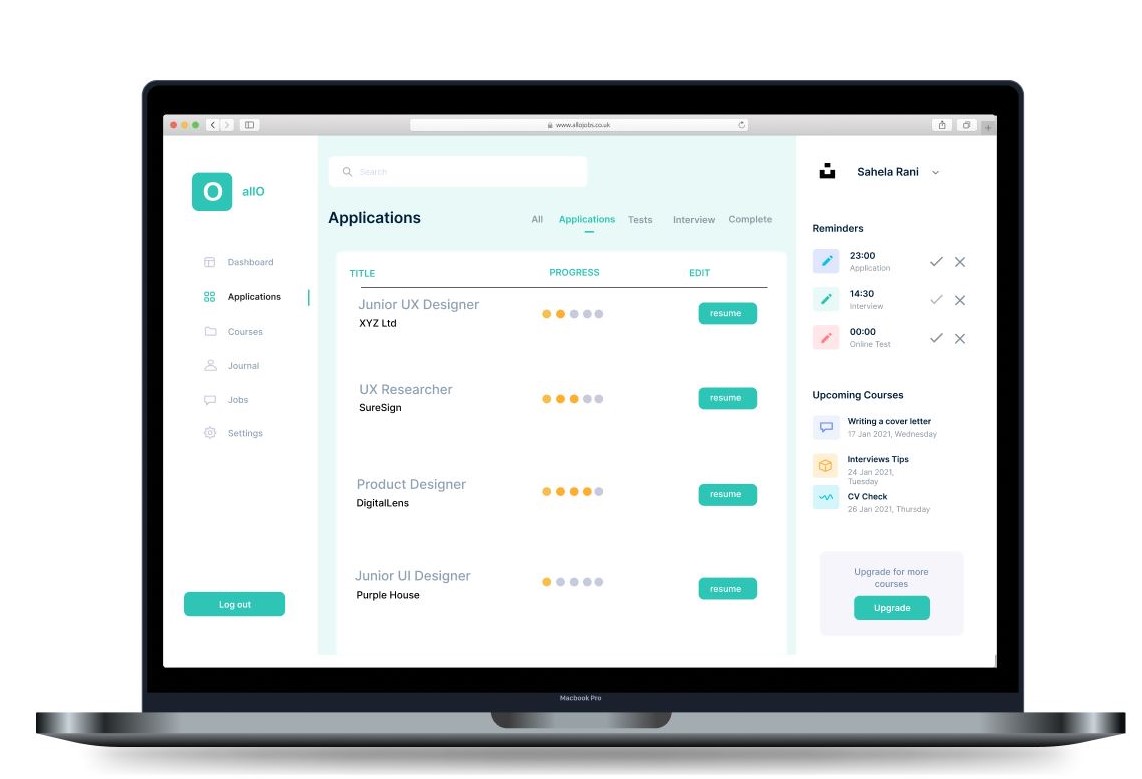 www.allojobs.co.uk
O
allO
Dashboard
Applications
Courses
Journal
Jobs
Settings
Log out
Search
Applications
All
Applications
Tests
Interview
Complete
TITLE
PROGRESS
EDIT
Junior UX Designer
XYZ Ltd
resume
UX Researcher
SureSign
resume
Product Designer
DigitalLens
resume
Junior UI Designer
Purple House
resume
Sahela Rani
Reminders
23:00
Application
14:30
Interview
00:00
Online Test
Upcoming Courses
Writing a cover letter
17 Jan 2021, Wednesday
Interviews Tips
24 Jan 2021,
Tuesday
CV Check
26 Jan 2021, Thursday
Upgrade for more
courses
Upgrade
Macbook Pro